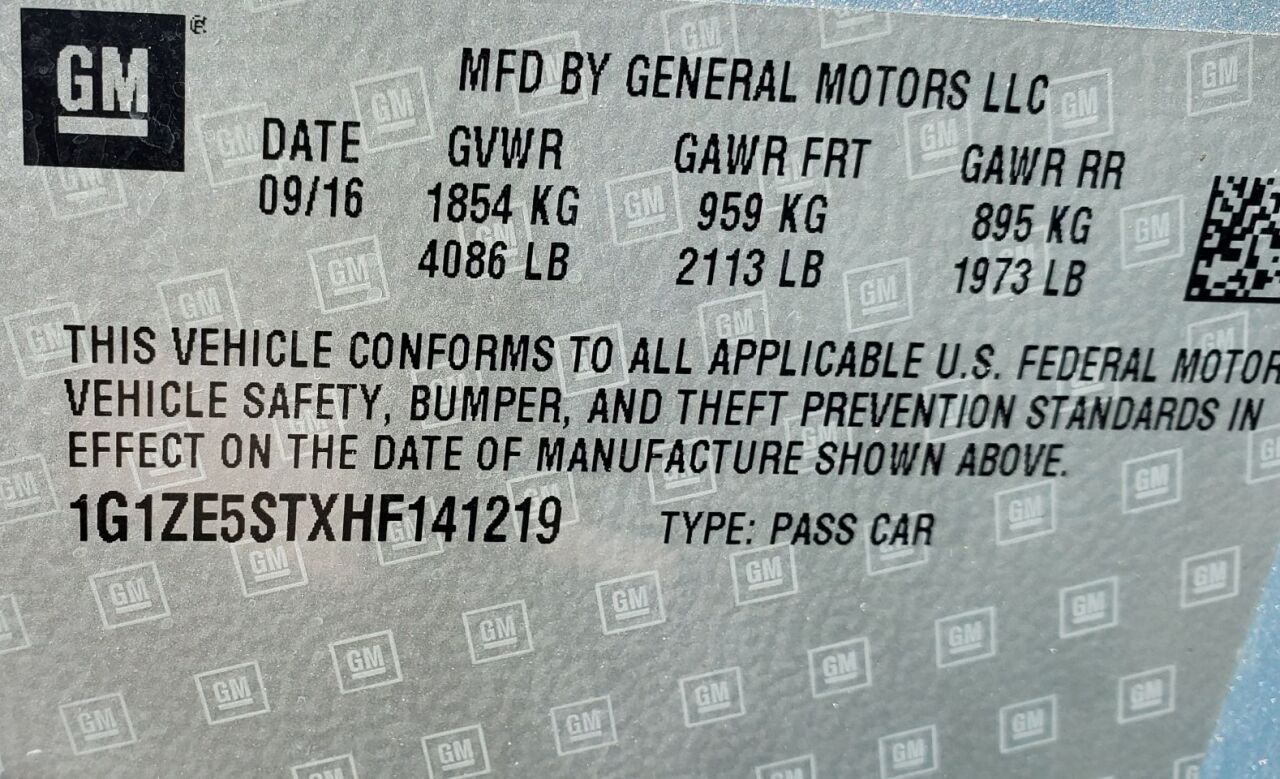 GM ®
MFD BY GENERAL MOTORS LLC
DATE GVWR GAWR FRT GAWR RR
09/16 1854 KG 959 KG 895 KG
4086 LB 2113 LB 1973 LB
THIS VEHICLE CONFORMS TO ALL APPLICABLE U.S. FEDERAL MOTOR
VEHICLE SAFETY, BUMPER, AND THEFT PREVENTION STANDARDS IN
EFFECT ON THE DATE OF MANUFACTURE SHOWN ABOVE.
1G1ZE5STXHF141219 TYPE: PASS CAR